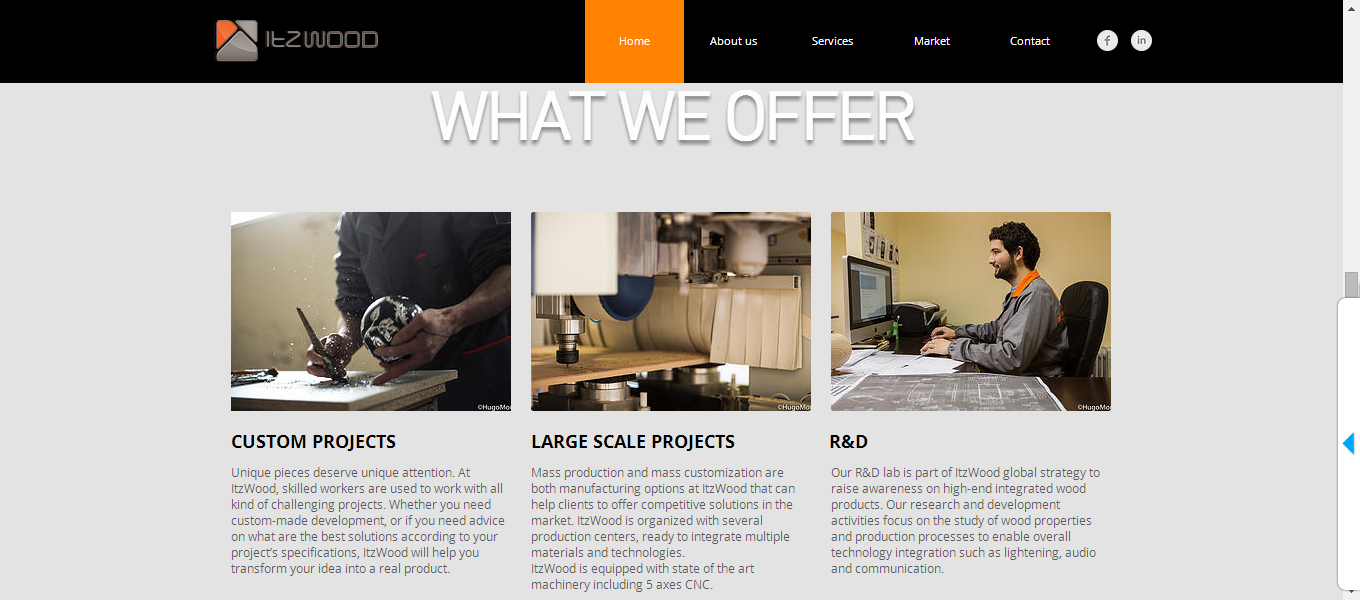 ItzWOOD
Home
About us
Services
Market
Contact
f
in
WHAT WE OFFER
©HugoMo
©HugoMo
©HugoMo
CUSTOM PROJECTS
Unique pieces deserve unique attention. At
ItzWood, skilled workers are used to work with all
kind of challenging projects. Whether you need
custom-made development, or if you need advice
on what are the best solutions according to your
project's specifications, ItzWood will help you
transform your idea into a real product.
LARGE SCALE PROJECTS
Mass production and mass customization are
both manufacturing options at ItzWood that can
help clients to offer competitive solutions in the
market. ItzWood is organized with several
production centers, ready to integrate multiple
materials and technologies.
ItzWood is equipped with state of the art
machinery including 5 axes CNC.
R&D
Our R&D lab is part of ItzWood global strategy to
raise awareness on high-end integrated wood
products. Our research and development
activities focus on the study of wood properties
and production processes to enable overall
technology integration such as lightening, audio
and communication.